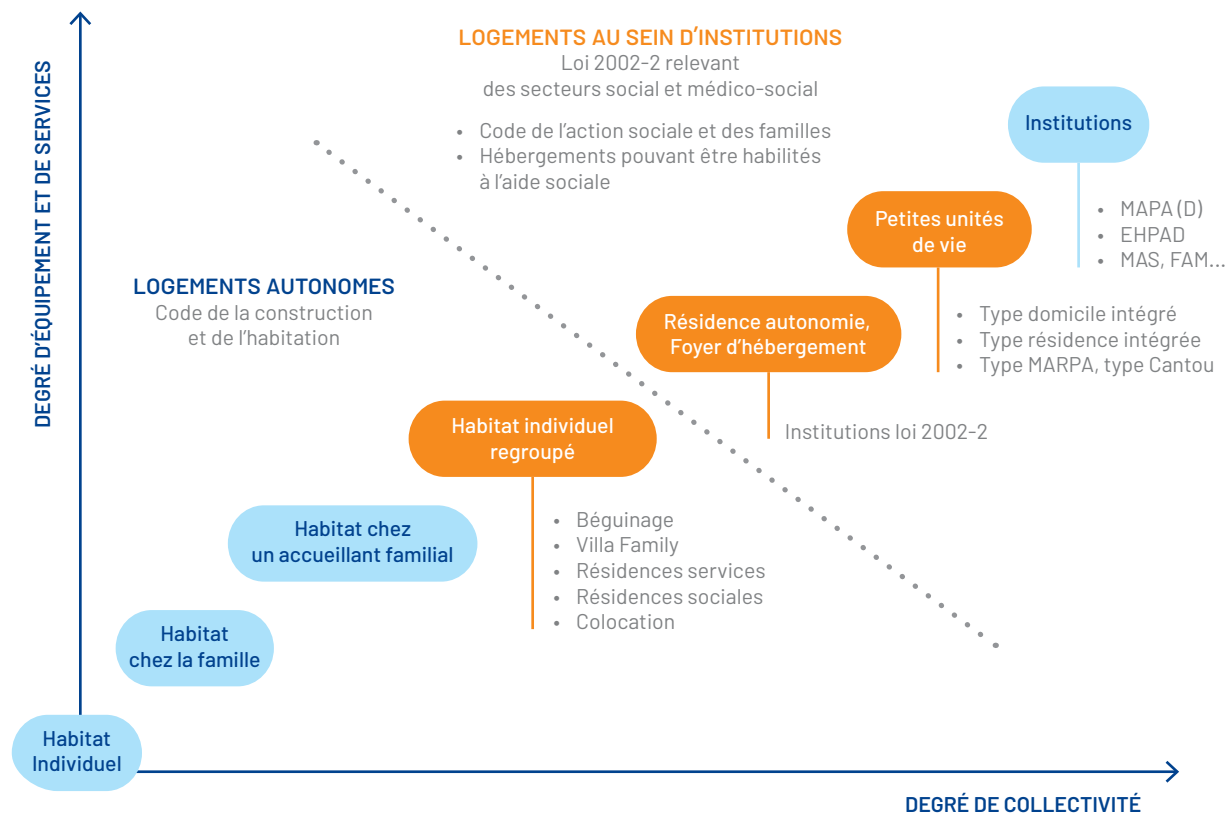 DEGRÉ D'ÉQUIPEMENT ET DE SERVICES
LOGEMENTS AU SEIN D'INSTITUTIONS
Loi 2002-2 relevant
des secteurs social et médico-social
• Code de l'action sociale et des familles
• Hébergements pouvant être habilités
à l'aide sociale
Institutions
• MAPA (D)
• EHPAD
• MAS, FAM...
Petites unités
de vie
• Type domicile intégré
• Type résidence intégrée
• Type MARPA, type Cantou
LOGEMENTS AUTONOMES
Code de la construction
et de l'habitation
Résidence autonomie,
Foyer d'hébergement
Institutions loi 2002-2
Habitat individuel
regroupé
• Béguinage
• Villa Family
• Résidences services
• Résidences sociales
• Colocation
Habitat chez
un accueillant familial
Habitat
chez la famille
Habitat
Individuel
DEGRÉ DE COLLECTIVITÉ